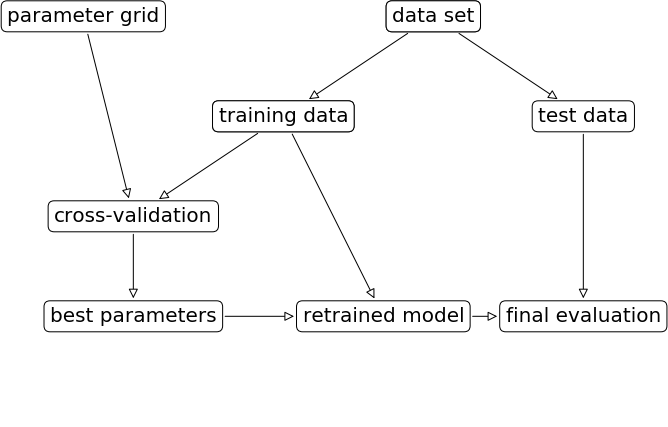 parameter grid
data set
training data
test data
cross-validation
best parameters
retrained model
final evaluation